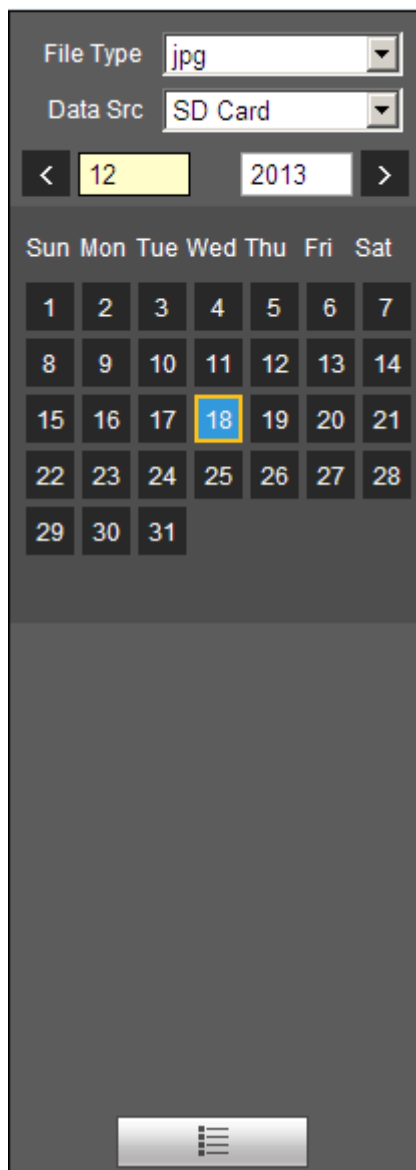 File Type jpg
Data Src SD Card
< 12 2013 >
Sun Mon Tue Wed Thu Fri Sat
1 2 3 4 5 6 7
8 9 10 11 12 13 14
15 16 17 18 19 20 21
22 23 24 25 26 27 28
29 30 31